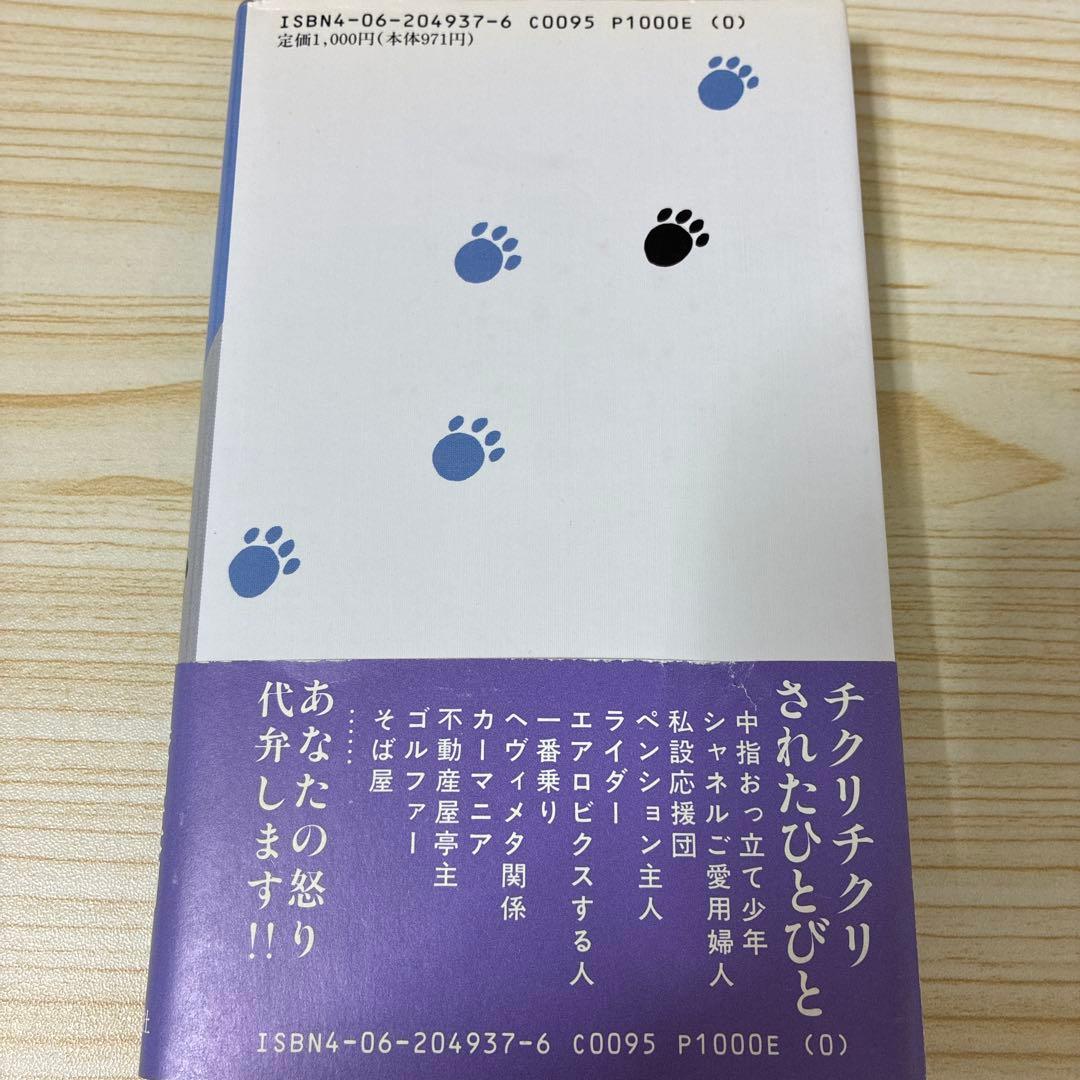 ISBN4-06-204937-6 C0095 P1000E (0)
定価1,000円(本体971円)
チクリチクリ
されたひとびと
中指おっ立て少年
シャネルご愛用婦人
私設応援団
ペンション主人
ライダー
エアロビクスする人
一番乗り
ヘヴィメタ関係
カーマニア
不動産屋亭主
ゴルファー
そば屋
……
あなたの怒り
代弁します!!
ISBN4-06-204937-6 C0095 P1000E (0)
社